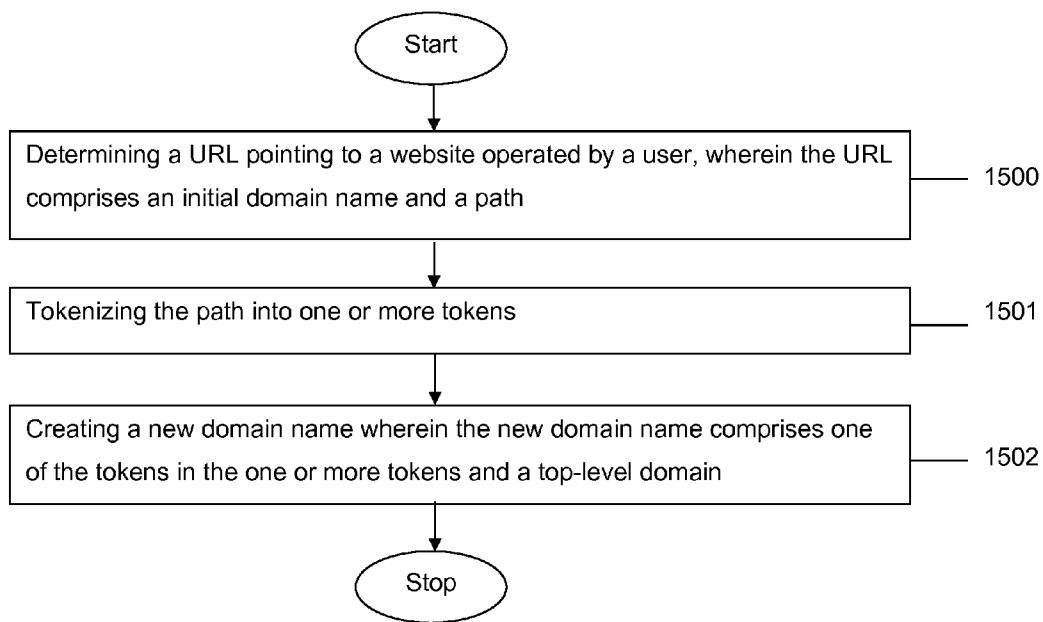 Start
Determining a URL pointing to a website operated by a user, wherein the URL
comprises an initial domain name and a path
1500
Tokenizing the path into one or more tokens
1501
Creating a new domain name wherein the new domain name comprises one
of the tokens in the one or more tokens and a top-level domain
1502
Stop